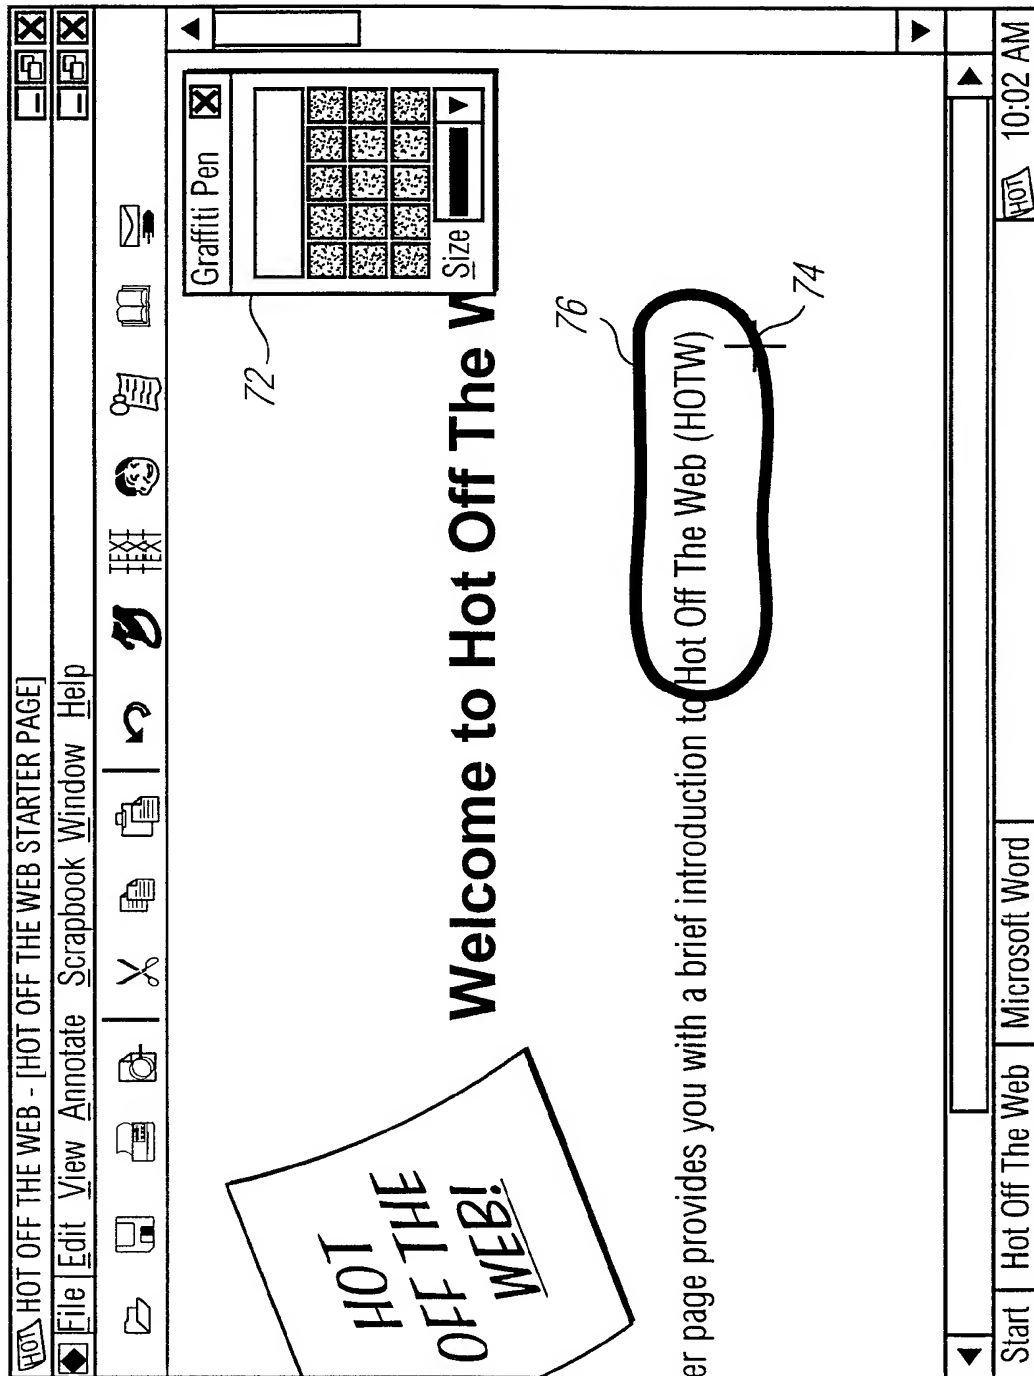 HOT HOT OFF THE WEB - [HOT OFF THE WEB STARTER PAGE]
File Edit View Annotate Scrapbook Window Help
TEXT
Graffiti Pen
Size
72
HOT
OFF THE
WEB!
Welcome to Hot Off The W
76
er page provides you with a brief introduction to Hot Off The Web (HOTW)
74
Start Hot Off The Web Microsoft Word HOT 10:02 AM